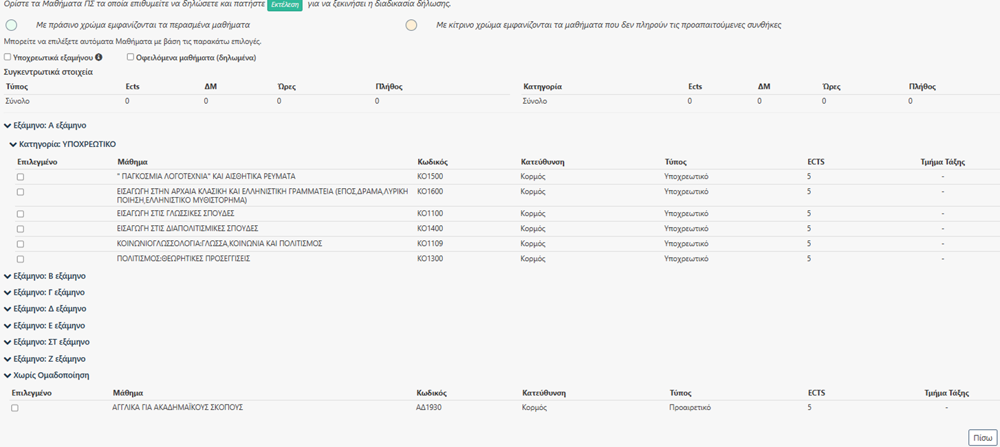 Ορίστε τα Μαθήματα ΠΣ τα οποία επιθυμείτε να δηλώσετε και πατήστε Εκτέλεση για να ξεκινήσει η διαδικασία δήλωσης.
Με πράσινο χρώμα εμφανίζονται τα περασμένα μαθήματα Με κίτρινο χρώμα εμφανίζονται τα μαθήματα που δεν πληρούν τις προαπαιτούμενες συνθήκες
Μπορείτε να επιλέξετε αυτόματα Μαθήματα με βάση τις παρακάτω επιλογές.
Υποχρεωτικά εξαμήνου Οφειλόμενα μαθήματα (δηλωμένα)
Συγκεντρωτικά στοιχεία
Τύπος Ects ΔΜ Ώρες Πλήθος Κατηγορία Ects ΔΜ Ώρες Πλήθος
Σύνολο 0 0 0 0 Σύνολο 0 0 0 0
Εξάμηνο: Α εξάμηνο
Κατηγορία: ΥΠΟΧΡΕΩΤΙΚΟ
Επιλεγμένο Μάθημα Κωδικός Κατεύθυνση Τύπος ECTS Τμήμα Τάξης
" ΠΑΓΚΟΣΜΙΑ ΛΟΓΟΤΕΧΝΙΑ" ΚΑΙ ΑΙΣΘΗΤΙΚΑ ΡΕΥΜΑΤΑ ΚΟ1500 Κορμός Υποχρεωτικό 5 -
ΕΙΣΑΓΩΓΗ ΣΤΗΝ ΑΡΧΑΙΑ ΚΛΑΣΙΚΗ ΚΑΙ ΕΛΛΗΝΙΣΤΙΚΗ ΓΡΑΜΜΑΤΕΙΑ (ΕΠΟΣ,ΔΡΑΜΑ,ΛΥΡΙΚΗ ΚΟ1600 Κορμός Υποχρεωτικό 5 -
ΠΟΙΗΣΗ,ΕΛΛΗΝΙΣΤΙΚΟ ΜΥΘΙΣΤΟΡΗΜΑ)
ΕΙΣΑΓΩΓΗ ΣΤΙΣ ΓΛΩΣΣΙΚΕΣ ΣΠΟΥΔΕΣ ΚΟ1100 Κορμός Υποχρεωτικό 5 -
ΕΙΣΑΓΩΓΗ ΣΤΙΣ ΔΙΑΠΟΛΙΤΙΣΜΙΚΕΣ ΣΠΟΥΔΕΣ ΚΟ1400 Κορμός Υποχρεωτικό 5 -
ΚΟΙΝΩΝΙΟΓΛΩΣΣΟΛΟΓΙΑ:ΓΛΩΣΣΑ,ΚΟΙΝΩΝΙΑ ΚΑΙ ΠΟΛΙΤΙΣΜΟΣ ΚΟ1109 Κορμός Υποχρεωτικό 5 -
ΠΟΛΙΤΙΣΜΟΣ:ΘΕΩΡΗΤΙΚΕΣ ΠΡΟΣΕΓΓΙΣΕΙΣ ΚΟ1300 Κορμός Υποχρεωτικό 5 -
Εξάμηνο: Β εξάμηνο
Εξάμηνο: Γ εξάμηνο
Εξάμηνο: Δ εξάμηνο
Εξάμηνο: Ε εξάμηνο
Εξάμηνο: ΣΤ εξάμηνο
Εξάμηνο: Ζ εξάμηνο
Χωρίς Ομαδοποίηση
Επιλεγμένο Μάθημα Κωδικός Κατεύθυνση Τύπος ECTS Τμήμα Τάξης
ΑΓΓΛΙΚΑ ΓΙΑ ΑΚΑΔΗΜΑΪΚΟΥΣ ΣΚΟΠΟΥΣ ΑΔ1930 Κορμός Προαιρετικό 5 -
Πίσω